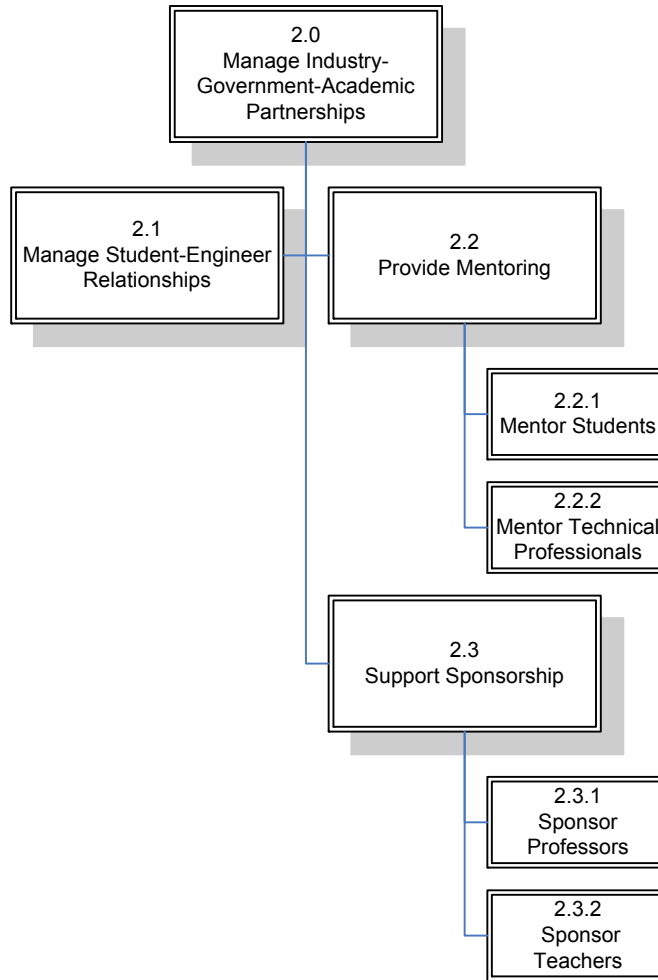 2.0
Manage Industry-
Government-Academic
Partnerships
2.1
Manage Student-Engineer
Relationships
2.2
Provide Mentoring
2.2.1
Mentor Students
2.2.2
Mentor Technical
Professionals
2.3
Support Sponsorship
2.3.1
Sponsor
Professors
2.3.2
Sponsor
Teachers